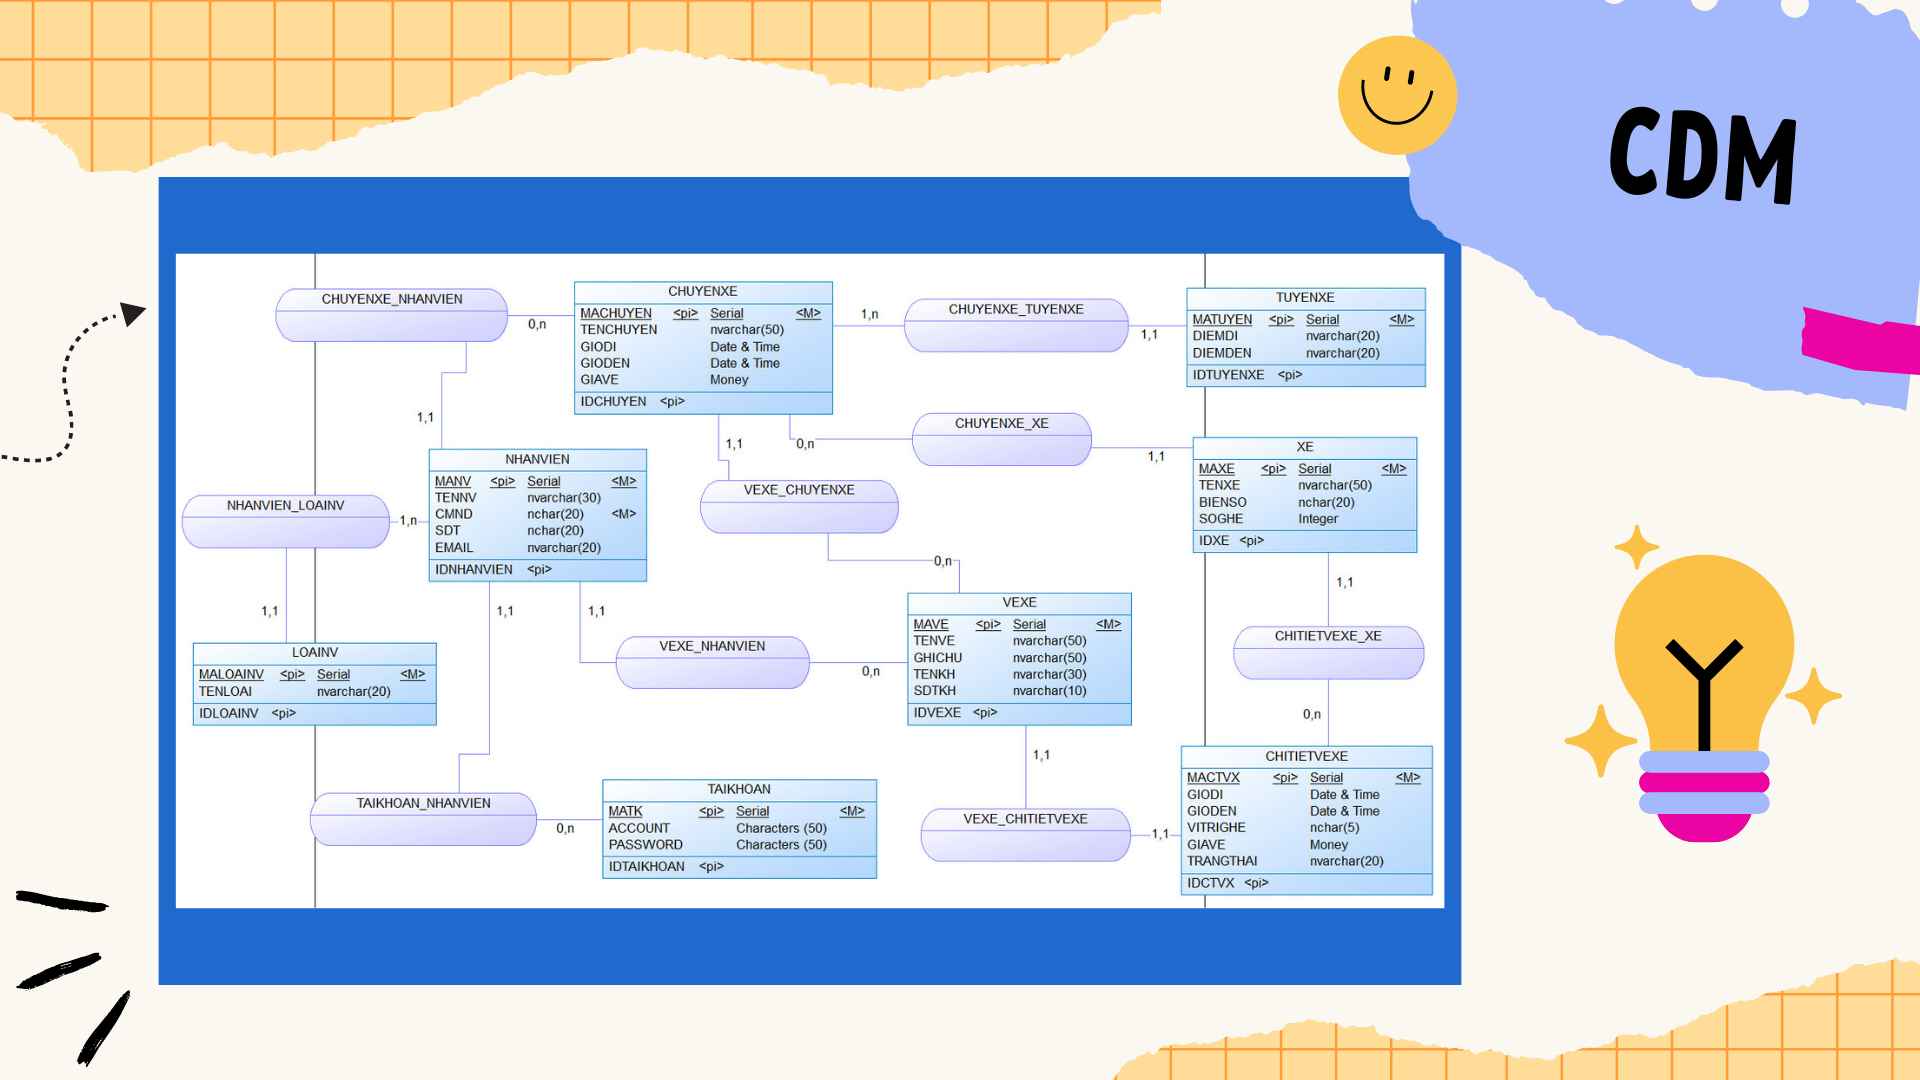 CDM
CHUYENXE_NHANVIEN
0,n
CHUYENXE
MACHUYEN <pi> Serial <M>
TENCHUYEN nvarchar(50)
GIODI Date & Time
GIODEN Date & Time
GIAVE Money
IDCHUYEN <pi>
1,n
CHUYENXE_TUYENXE
1,1
TUYENXE
MATUYEN <pi> Serial <M>
DIEMDI nvarchar(20)
DIEMDEN nvarchar(20)
IDTUYENXE <pi>
1,1
1,1
0,n
CHUYENXE_XE
1,1
XE
MAXE <pi> Serial <M>
TENXE nvarchar(50)
BIENSO nchar(20)
SOGHE Integer
IDXE <pi>
NHANVIEN
MANV <pi> Serial <M>
TENNV nvarchar(30)
CMND nchar(20) <M>
SDT nchar(20)
EMAIL nvarchar(20)
IDNHANVIEN <pi>
NHANVIEN_LOAINV
1,n
VEXE_CHUYENXE
0,n
1,1
1,1
1,1
1,1
LOAINV
MALOAINV <pi> Serial <M>
TENLOAI nvarchar(20)
IDLOAINV <pi>
VEXE_NHANVIEN
0,n
VEXE
MAVE <pi> Serial <M>
TENVE nvarchar(50)
GHICHU nvarchar(50)
TENKH nvarchar(30)
SDTKH nvarchar(10)
IDVEXE <pi>
CHITIETVEXE_XE
0,n
1,1
CHITIETVEXE
MACTVX <pi> Serial <M>
GIODI Date & Time
GIODEN Date & Time
VITRIGHE nchar(5)
GIAVE Money
TRANGTHAI nvarchar(20)
IDCTVX <pi>
TAIKHOAN_NHANVIEN
0,n
TAIKHOAN
MATK <pi> Serial <M>
ACCOUNT Characters (50)
PASSWORD Characters (50)
IDTAIKHOAN <pi>
VEXE_CHITIETVEXE
1,1